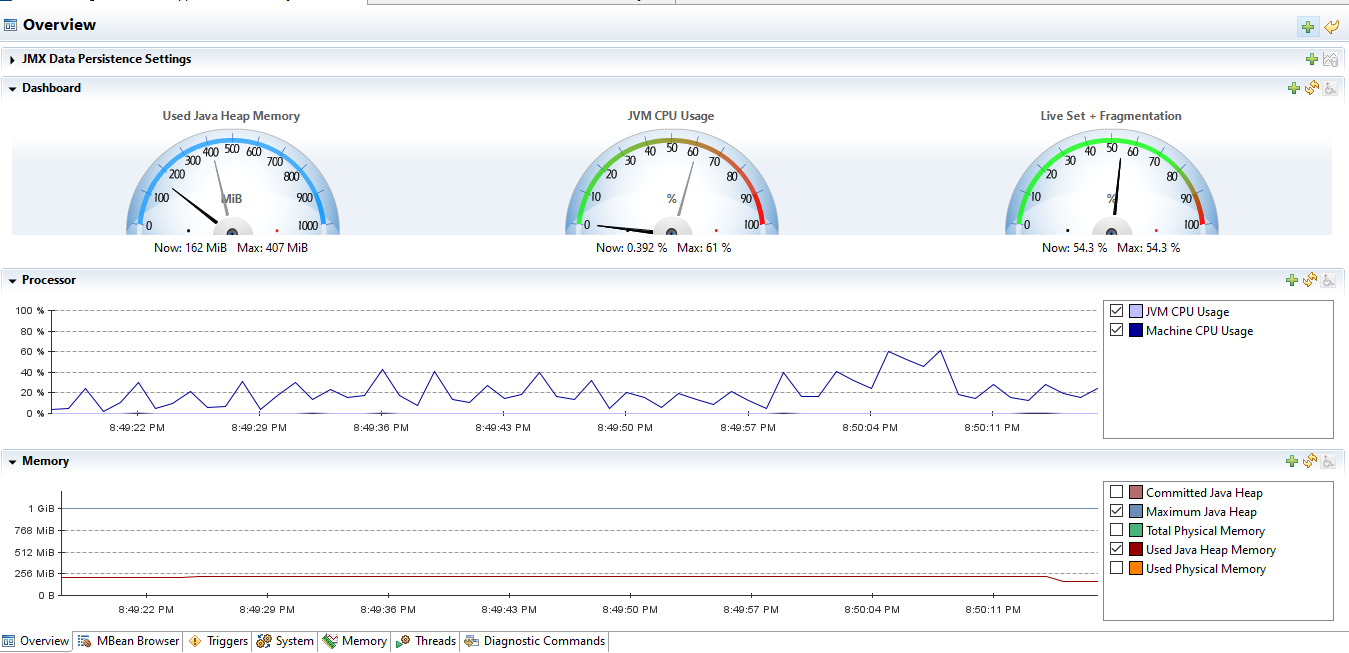 Overview
JMX Data Persistence Settings
Dashboard
Used Java Heap Memory
0 100 200 300 400 500 600 700 800 900 1000
MiB
Now: 162 MiB Max: 407 MiB
JVM CPU Usage
0 10 20 30 40 50 60 70 80 90 100
%
Now: 0.392 % Max: 61 %
Live Set + Fragmentation
0 10 20 30 40 50 60 70 80 90 100
%
Now: 54.3 % Max: 54.3 %
Processor
100 %
80 %
60 %
40 %
20 %
0 %
8:49:22 PM 8:49:29 PM 8:49:36 PM 8:49:43 PM 8:49:50 PM 8:49:57 PM 8:50:04 PM 8:50:11 PM
JVM CPU Usage
Machine CPU Usage
Memory
1 GiB
768 MiB
512 MiB
256 MiB
0 B
8:49:22 PM 8:49:29 PM 8:49:36 PM 8:49:43 PM 8:49:50 PM 8:49:57 PM 8:50:04 PM 8:50:11 PM
Committed Java Heap
Maximum Java Heap
Total Physical Memory
Used Java Heap Memory
Used Physical Memory
Overview MBean Browser Triggers System Memory Threads Diagnostic Commands